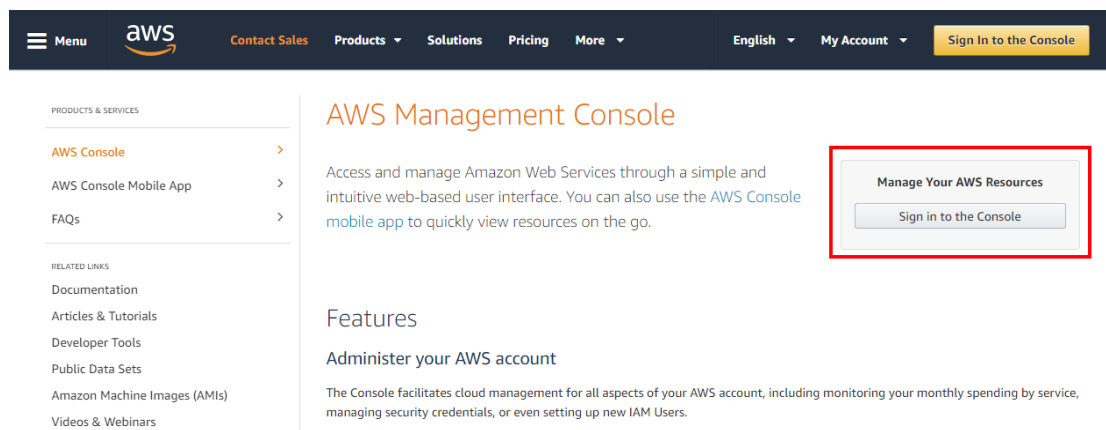 Menu
aws
Contact Sales
Products
Solutions
Pricing
More
English
My Account
Sign In to the Console
PRODUCTS & SERVICES
AWS Console
AWS Console Mobile App
FAQs
RELATED LINKS
Documentation
Articles & Tutorials
Developer Tools
Public Data Sets
Amazon Machine Images (AMIs)
Videos & Webinars
AWS Management Console
Access and manage Amazon Web Services through a simple and
intuitive web-based user interface. You can also use the AWS Console
mobile app to quickly view resources on the go.
Manage Your AWS Resources
Sign in to the Console
Features
Administer your AWS account
The Console facilitates cloud management for all aspects of your AWS account, including monitoring your monthly spending by service,
managing security credentials, or even setting up new IAM Users.